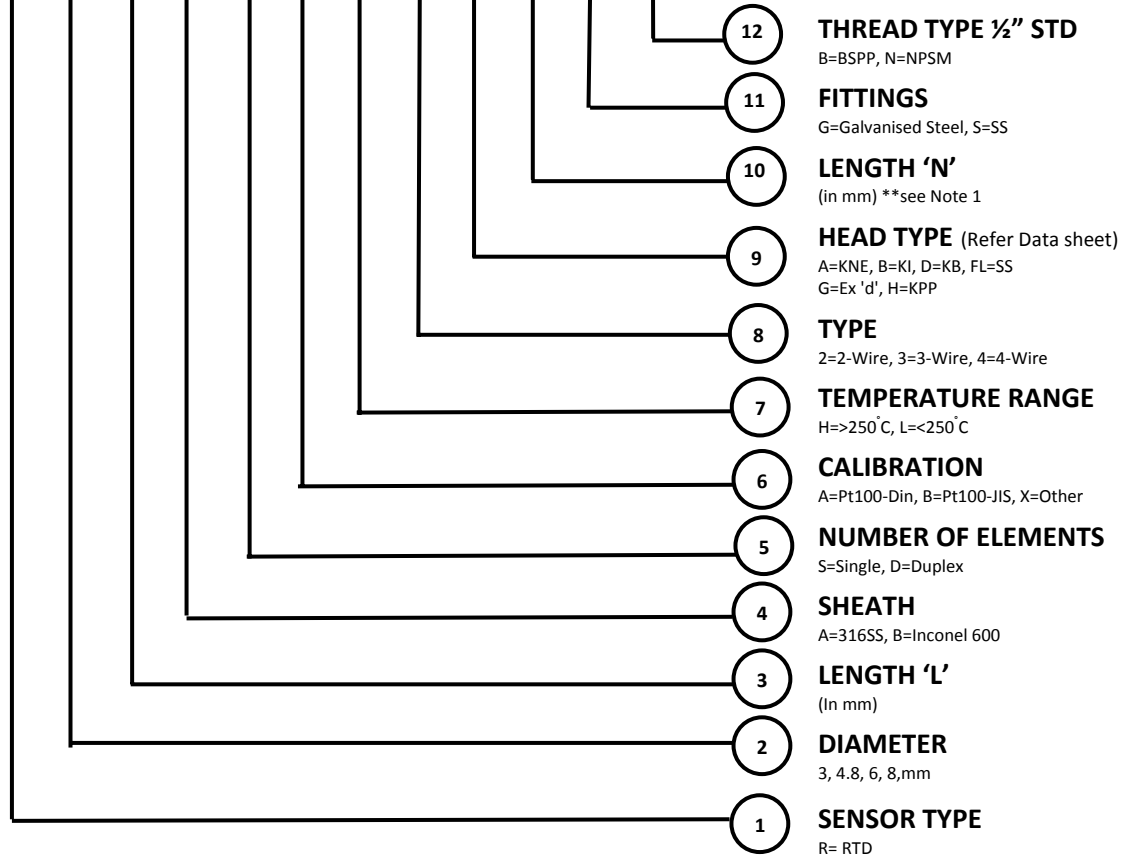 12 THREAD TYPE ½” STD
B=BSPP, N=NPSM
11 FITTINGS
G=Galvanised Steel, S=SS
10 LENGTH ‘N’
(in mm) **see Note 1
9 HEAD TYPE (Refer Data sheet)
A=KNE, B=KI, D=KB, FL=SS
G=Ex 'd', H=KPP
8 TYPE
2=2-Wire, 3=3-Wire, 4=4-Wire
7 TEMPERATURE RANGE
H=>250°C, L=<250°C
6 CALIBRATION
A=Pt100-Din, B=Pt100-JIS, X=Other
5 NUMBER OF ELEMENTS
S=Single, D=Duplex
4 SHEATH
A=316SS, B=Inconel 600
3 LENGTH ‘L’
(In mm)
2 DIAMETER
3, 4.8, 6, 8,mm
1 SENSOR TYPE
R= RTD